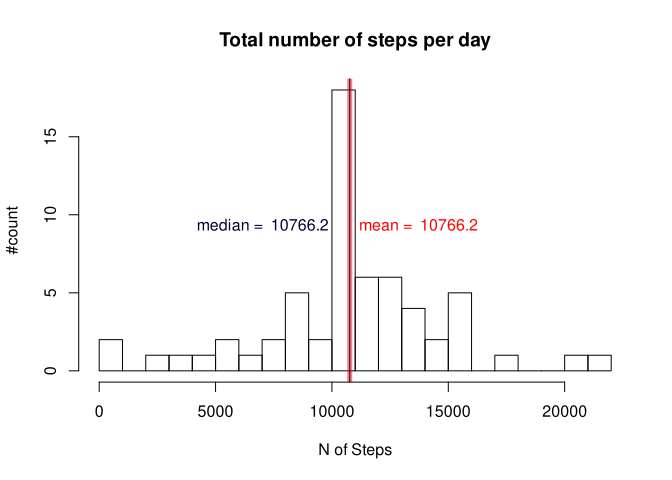 Total number of steps per day
#count
15
10
5
0
median = 10766.2
mean = 10766.2
0 5000 10000 15000 20000
N of Steps